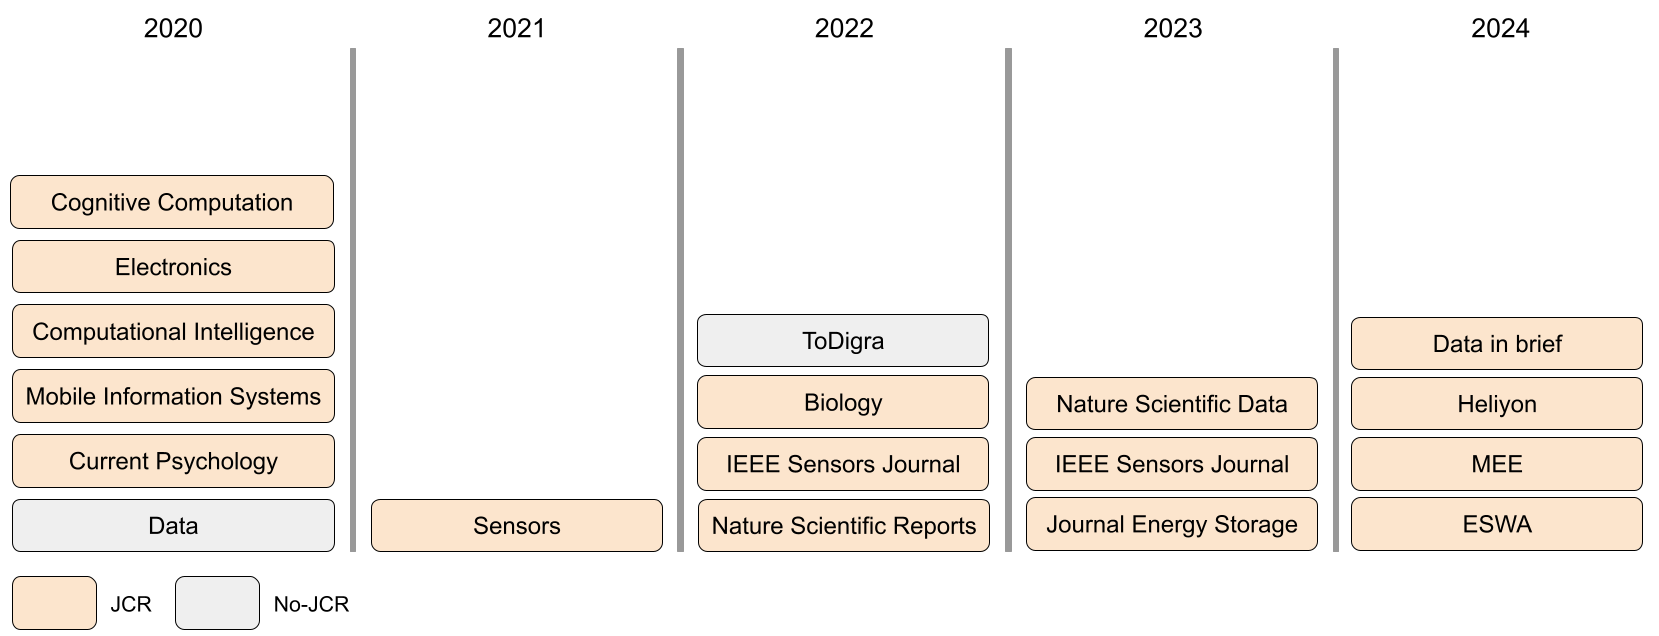 2020
2021
2022
2023
2024
Cognitive Computation
Electronics
Computational Intelligence
Mobile Information Systems
Current Psychology
Data
Sensors
ToDigra
Biology
IEEE Sensors Journal
Nature Scientific Reports
Nature Scientific Data
IEEE Sensors Journal
Journal Energy Storage
Data in brief
Heliyon
MEE
ESWA
JCR
No-JCR